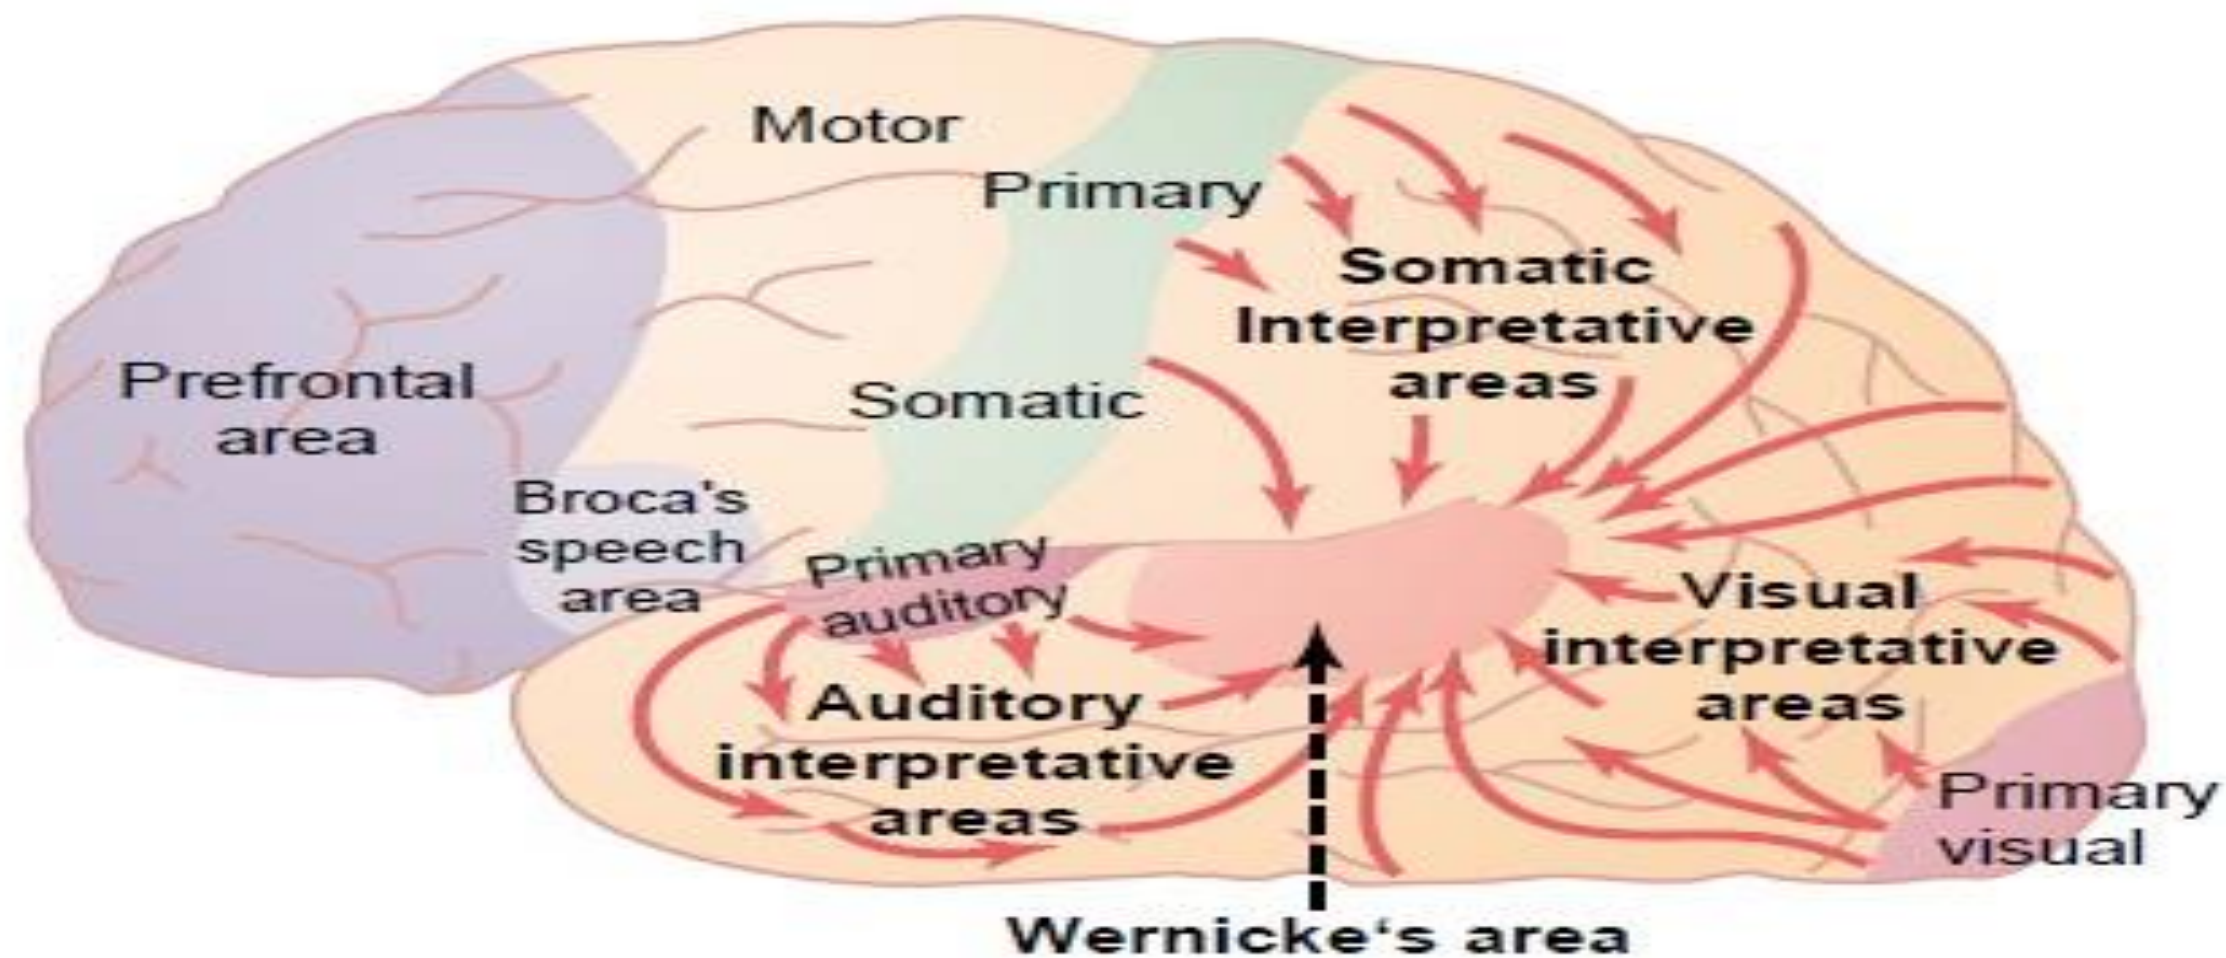 Motor
Primary
Somatic
Interpretative
areas
Prefrontal
area
Somatic
Broca's
speech
area
Primary
auditory
Visual
interpretative
areas
Auditory
interpretative
areas
Primary
visual
Wernicke‘s area